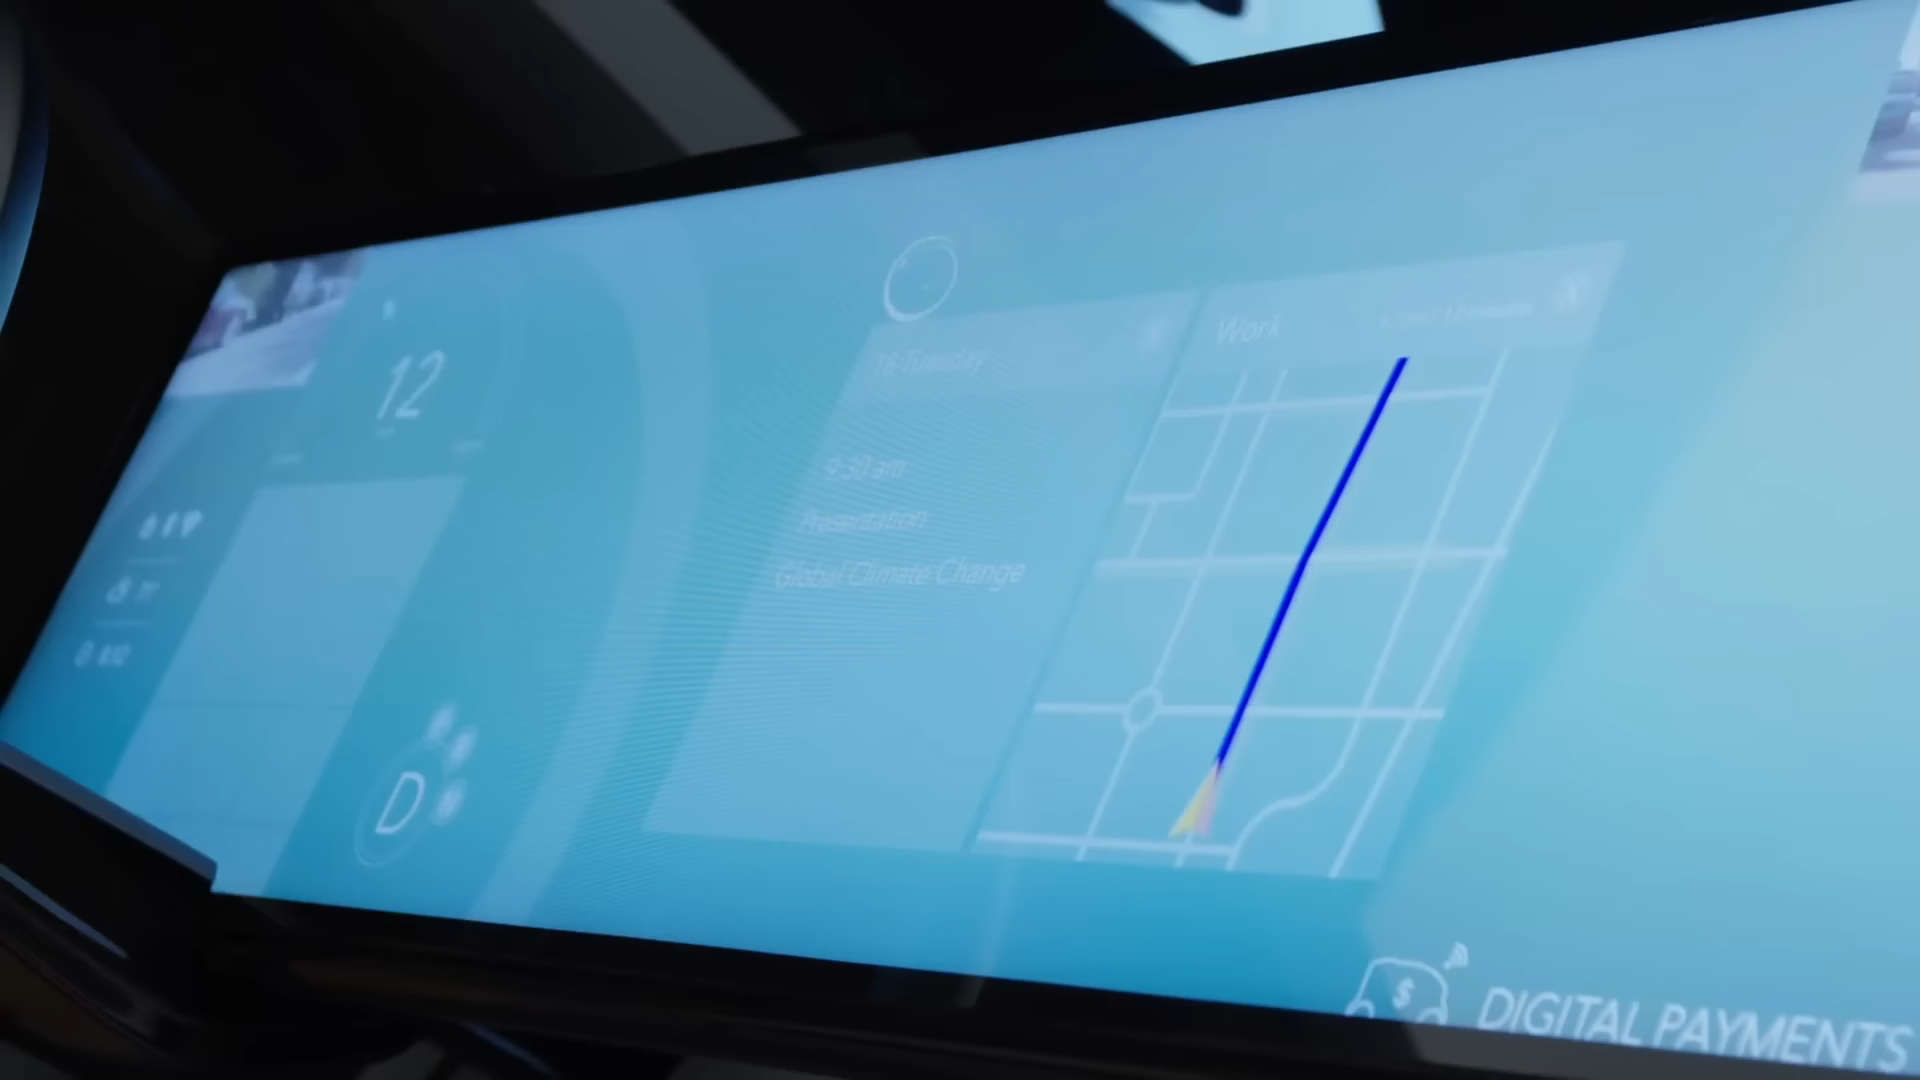 12
D
16 Tuesday
9:30 am
Presentation
Global Climate Change
Work
$
DIGITAL PAYMENTS